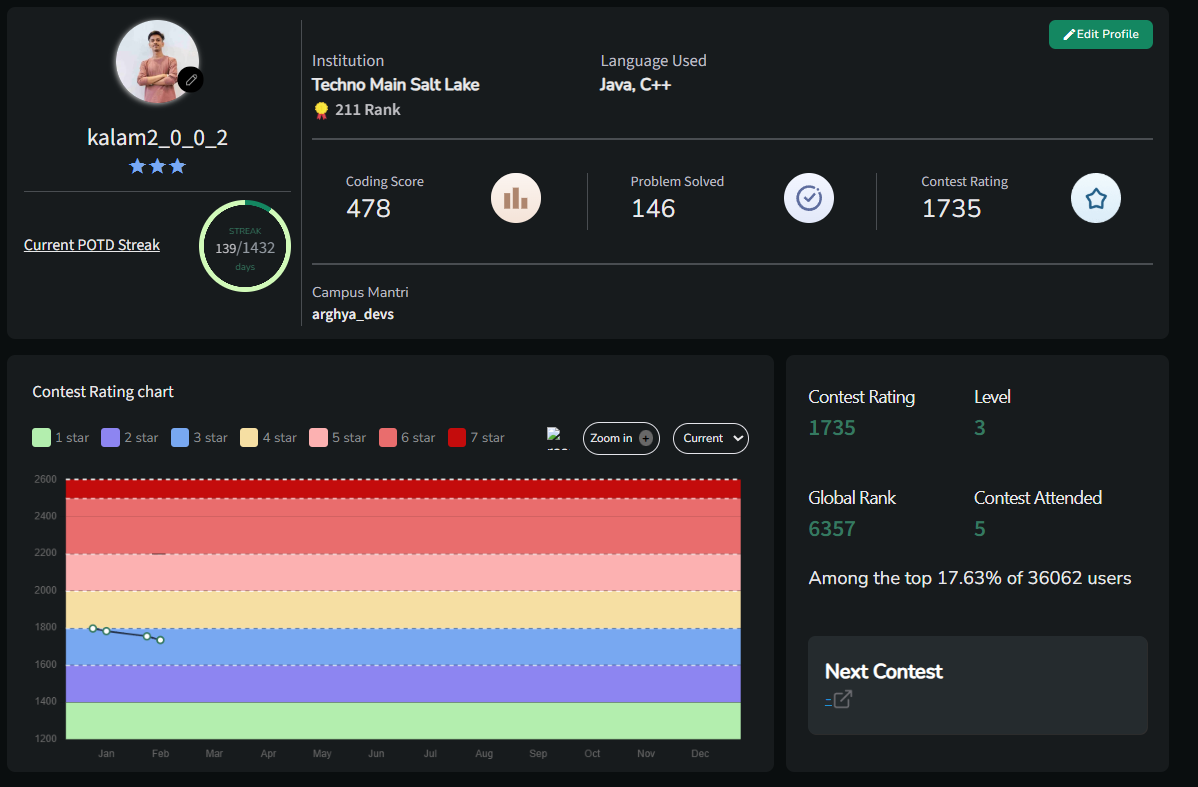 Edit Profile
kalam2_0_0_2
Current POTD Streak
STREAK
139/1432
days
Institution
Techno Main Salt Lake
211 Rank
Language Used
Java, C++
Coding Score
478
Problem Solved
146
Contest Rating
1735
Campus Mantri
arghya_devs
Contest Rating chart
1 star 2 star 3 star 4 star 5 star 6 star 7 star
Zoom in +
Current
2600
2400
2200
2000
1800
1600
1400
1200
Jan Feb Mar Apr May Jun Jul Aug Sep Oct Nov Dec
Contest Rating
1735
Level
3
Global Rank
6357
Contest Attended
5
Among the top 17.63% of 36062 users
Next Contest
-